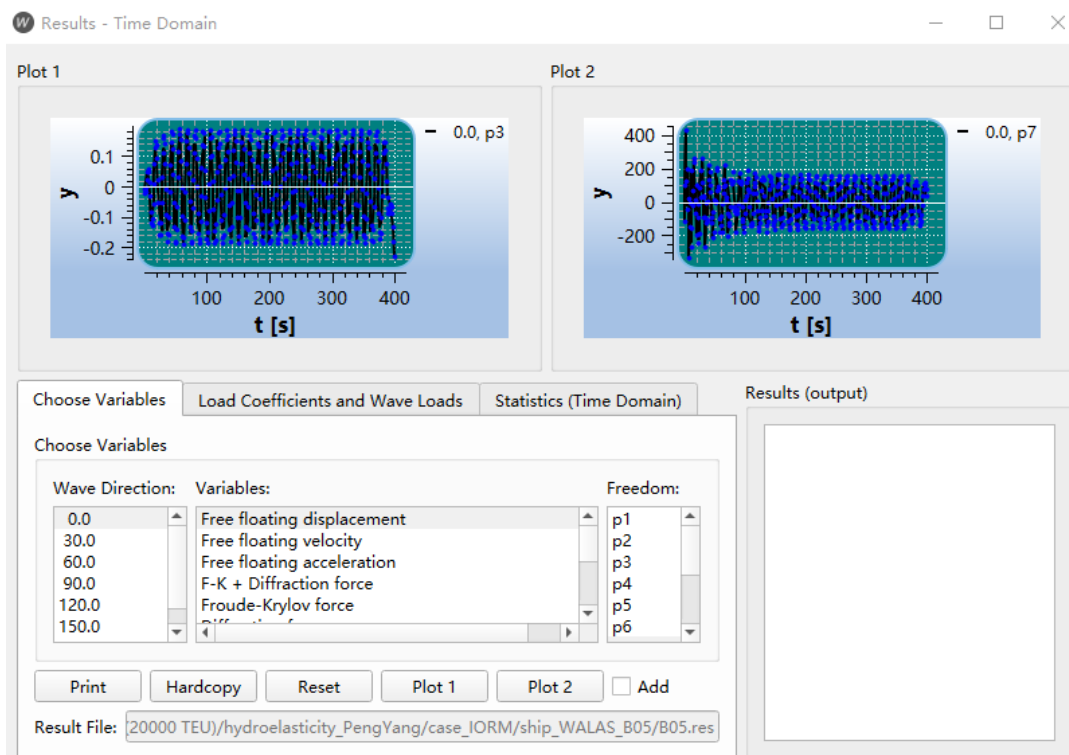 Results - Time Domain
Plot 1
Plot 2
0.0, p3
0.1
0
-0.1
-0.2
y
100 200 300 400
t [s]
0.0, p7
400
200
0
-200
y
100 200 300 400
t [s]
Choose Variables
Load Coefficients and Wave Loads
Statistics (Time Domain)
Results (output)
Choose Variables
Wave Direction:
Variables:
Freedom:
0.0
Free floating displacement
p1
30.0
Free floating velocity
p2
60.0
Free floating acceleration
p3
90.0
F-K + Diffraction force
p4
120.0
Froude-Krylov force
p5
150.0
p6
Print
Hardcopy
Reset
Plot 1
Plot 2
Add
Result File:
(20000 TEU)/hydroelasticity_PengYang/case_IORM/ship_WALAS_B05/B05.res